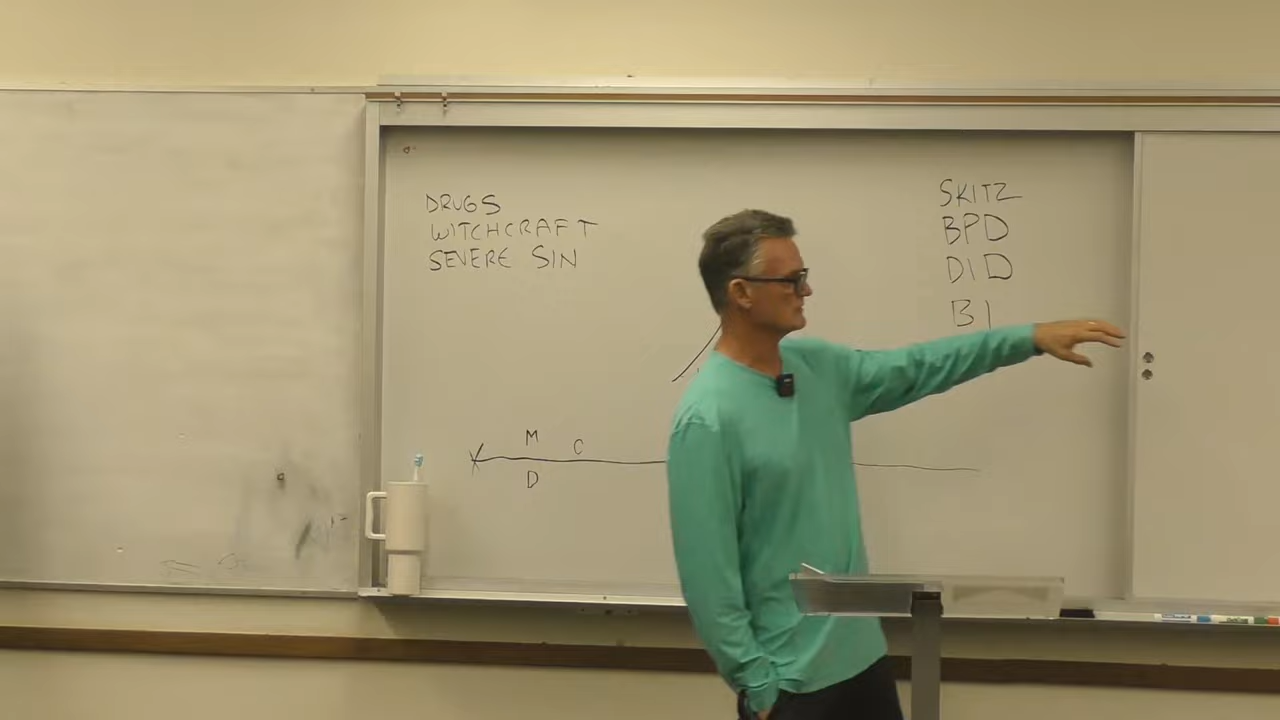 DRUGS
WITCHCRAFT
SEVERE SIN
SKITZ
BPD
DID
BI
M C
D